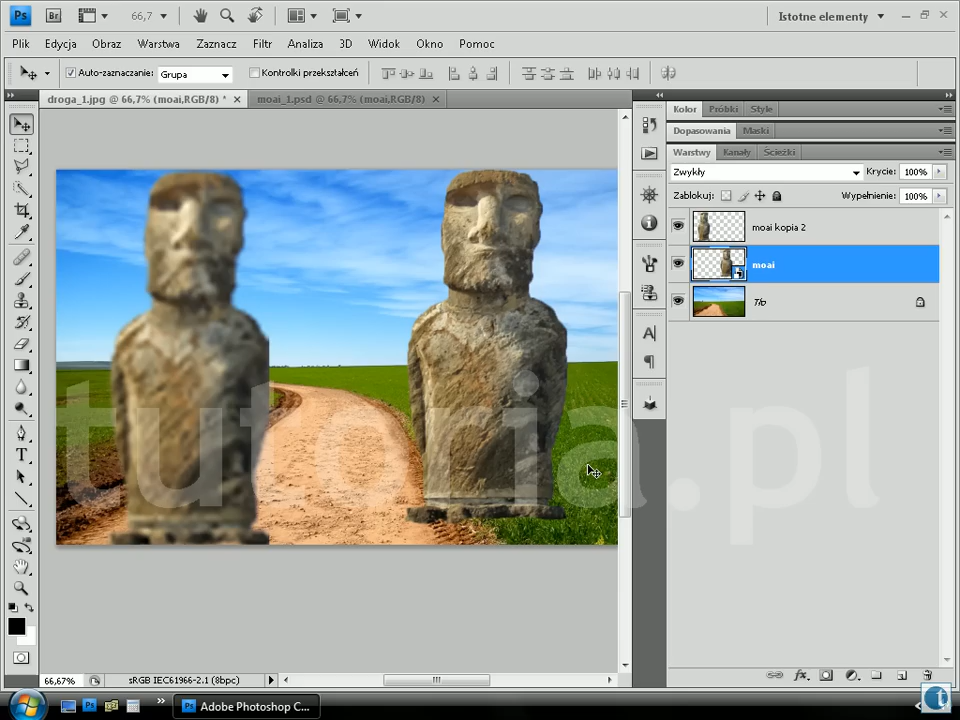 Ps Br 66,7 Istotne elementy
Plik Edycja Obraz Warstwa Zaznacz Filtr Analiza 3D Widok Okno Pomoc
Auto-zaznaczanie: Grupa Kontrolki przekształceń
droga_1.jpg @ 66,7% (moai,RGB/8) * × moai_1.psd @ 66,7% (moai,RGB/8) ×
Kolor Próbki Style
Dopasowania Maski
Warstwy Kanały Ścieżki
Zwykły Krycie: 100%
Zablokuj: Wypełnienie: 100%
moai kopia 2
moai
Tło
tutoria.pl
66,67% sRGB IEC61966-2.1 (8bpc)
Ps Adobe Photoshop C...